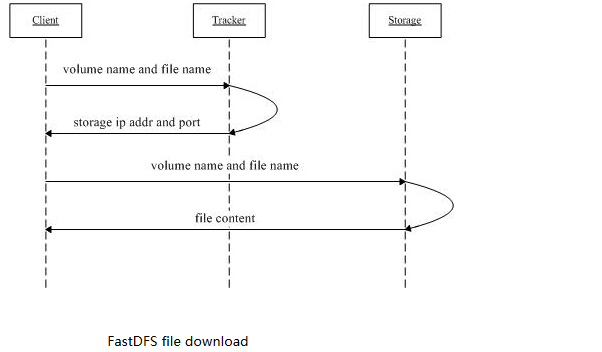 Client
Tracker
Storage
volume name and file name
storage ip addr and port
volume name and file name
file content
FastDFS file download